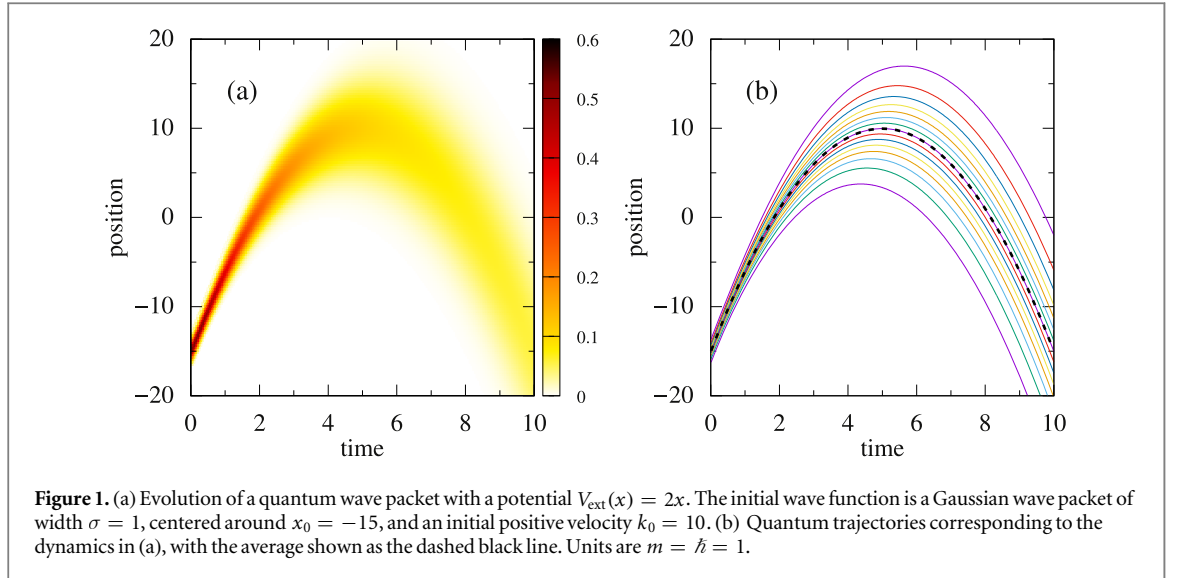 20
10
0
−10
−20
position
(a)
0 2 4 6 8 10
time
0.6
0.5
0.4
0.3
0.2
0.1
0
20
10
0
−10
−20
position
(b)
0 2 4 6 8 10
time
Figure 1. (a) Evolution of a quantum wave packet with a potential V_ext(x) = 2x. The initial wave function is a Gaussian wave packet of
width σ = 1, centered around x₀ = −15, and an initial positive velocity k₀ = 10. (b) Quantum trajectories corresponding to the
dynamics in (a), with the average shown as the dashed black line. Units are m = ħ = 1.